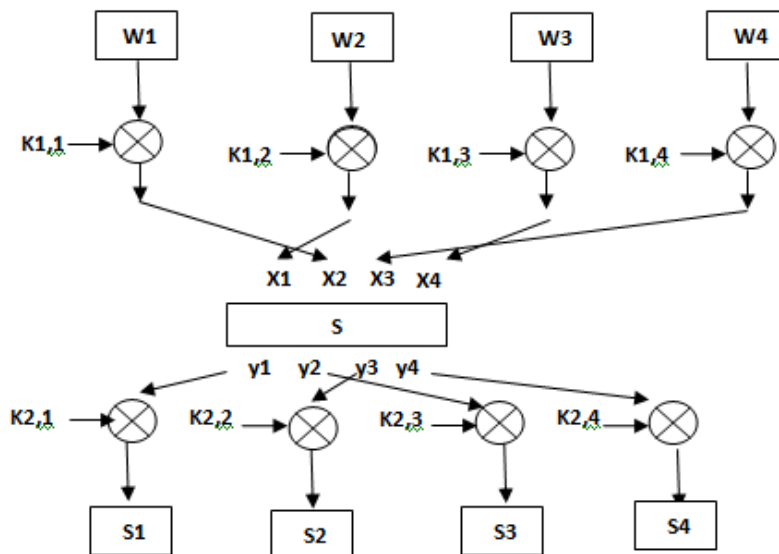 W1 W2 W3 W4
K1,1 K1,2 K1,3 K1,4
X1 X2 X3 X4
S
y1 y2 y3 y4
K2,1 K2,2 K2,3 K2,4
S1 S2 S3 S4